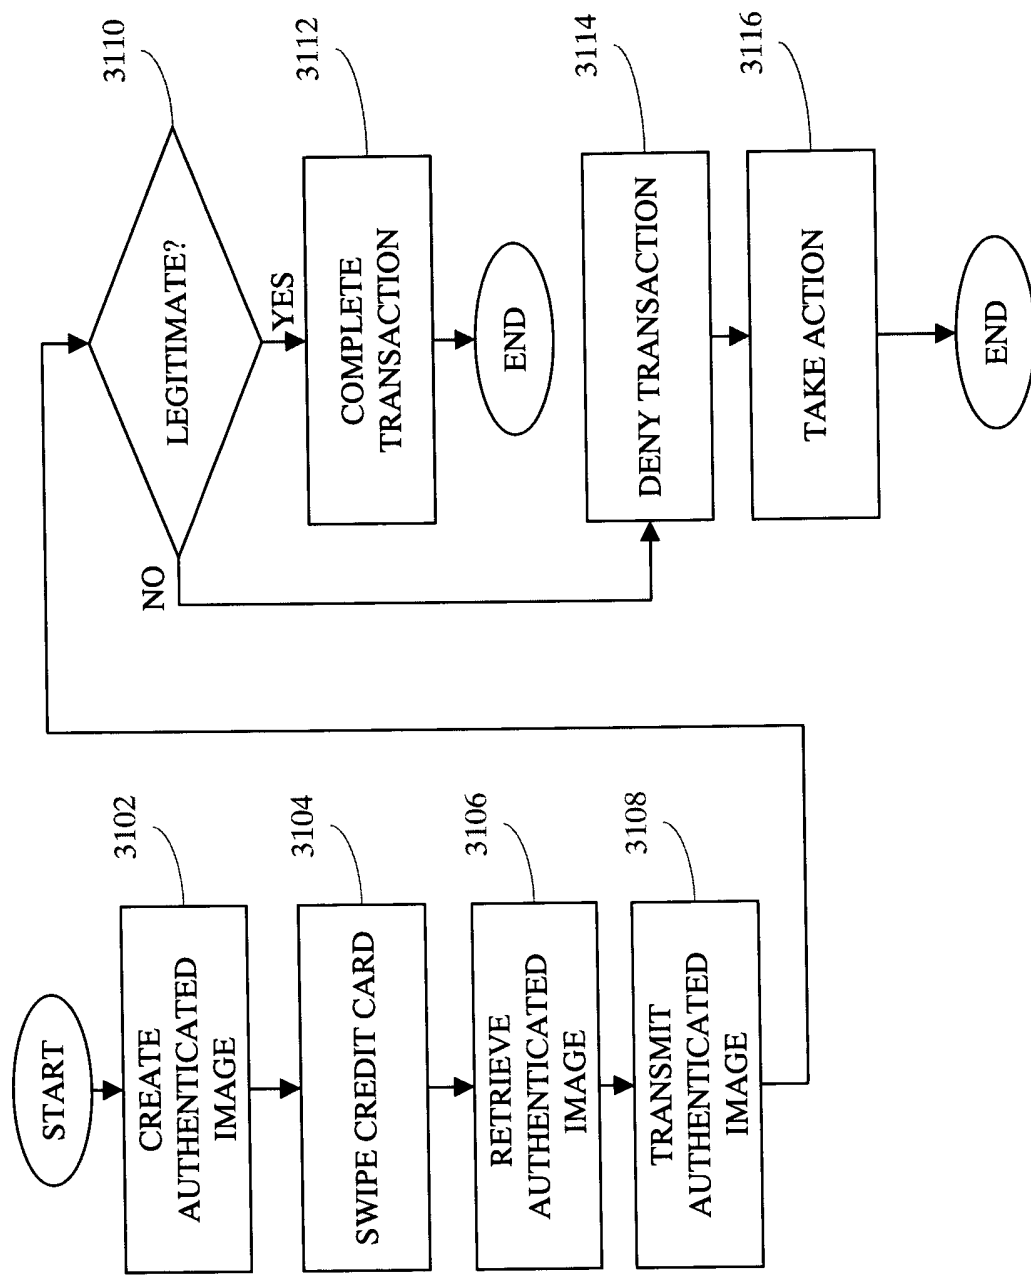 START
CREATE
AUTHENTICATED
IMAGE
3102
SWIPE CREDIT CARD
3104
RETRIEVE
AUTHENTICATED
IMAGE
3106
TRANSMIT
AUTHENTICATED
IMAGE
3108
LEGITIMATE?
3110
NO
YES
COMPLETE
TRANSACTION
3112
END
DENY TRANSACTION
3114
TAKE ACTION
3116
END